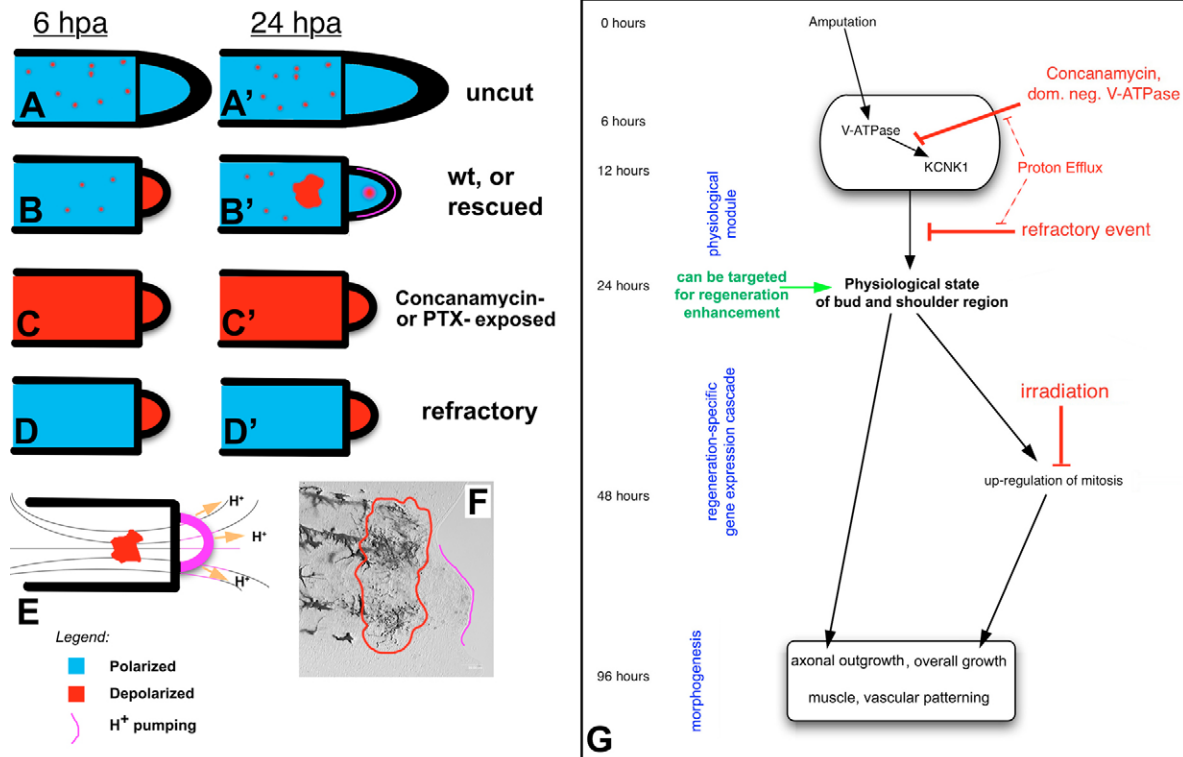 6 hpa
24 hpa
A
A’
uncut
B
B’
wt, or
rescued
C
C’
Concanamycin-
or PTX- exposed
D
D’
refractory
H+
H+
H+
E
F
Legend:
Polarized
Depolarized
H+ pumping
0 hours
Amputation
Concanamycin,
dom. neg. V-ATPase
6 hours
V-ATPase
KCNK1
12 hours
Proton Efflux
physiological
module
refractory event
24 hours
can be targeted
for regeneration
enhancement
Physiological state
of bud and shoulder region
regeneration-specific
gene expression cascade
irradiation
48 hours
up-regulation of mitosis
morphogenesis
96 hours
axonal outgrowth, overall growth
muscle, vascular patterning
G